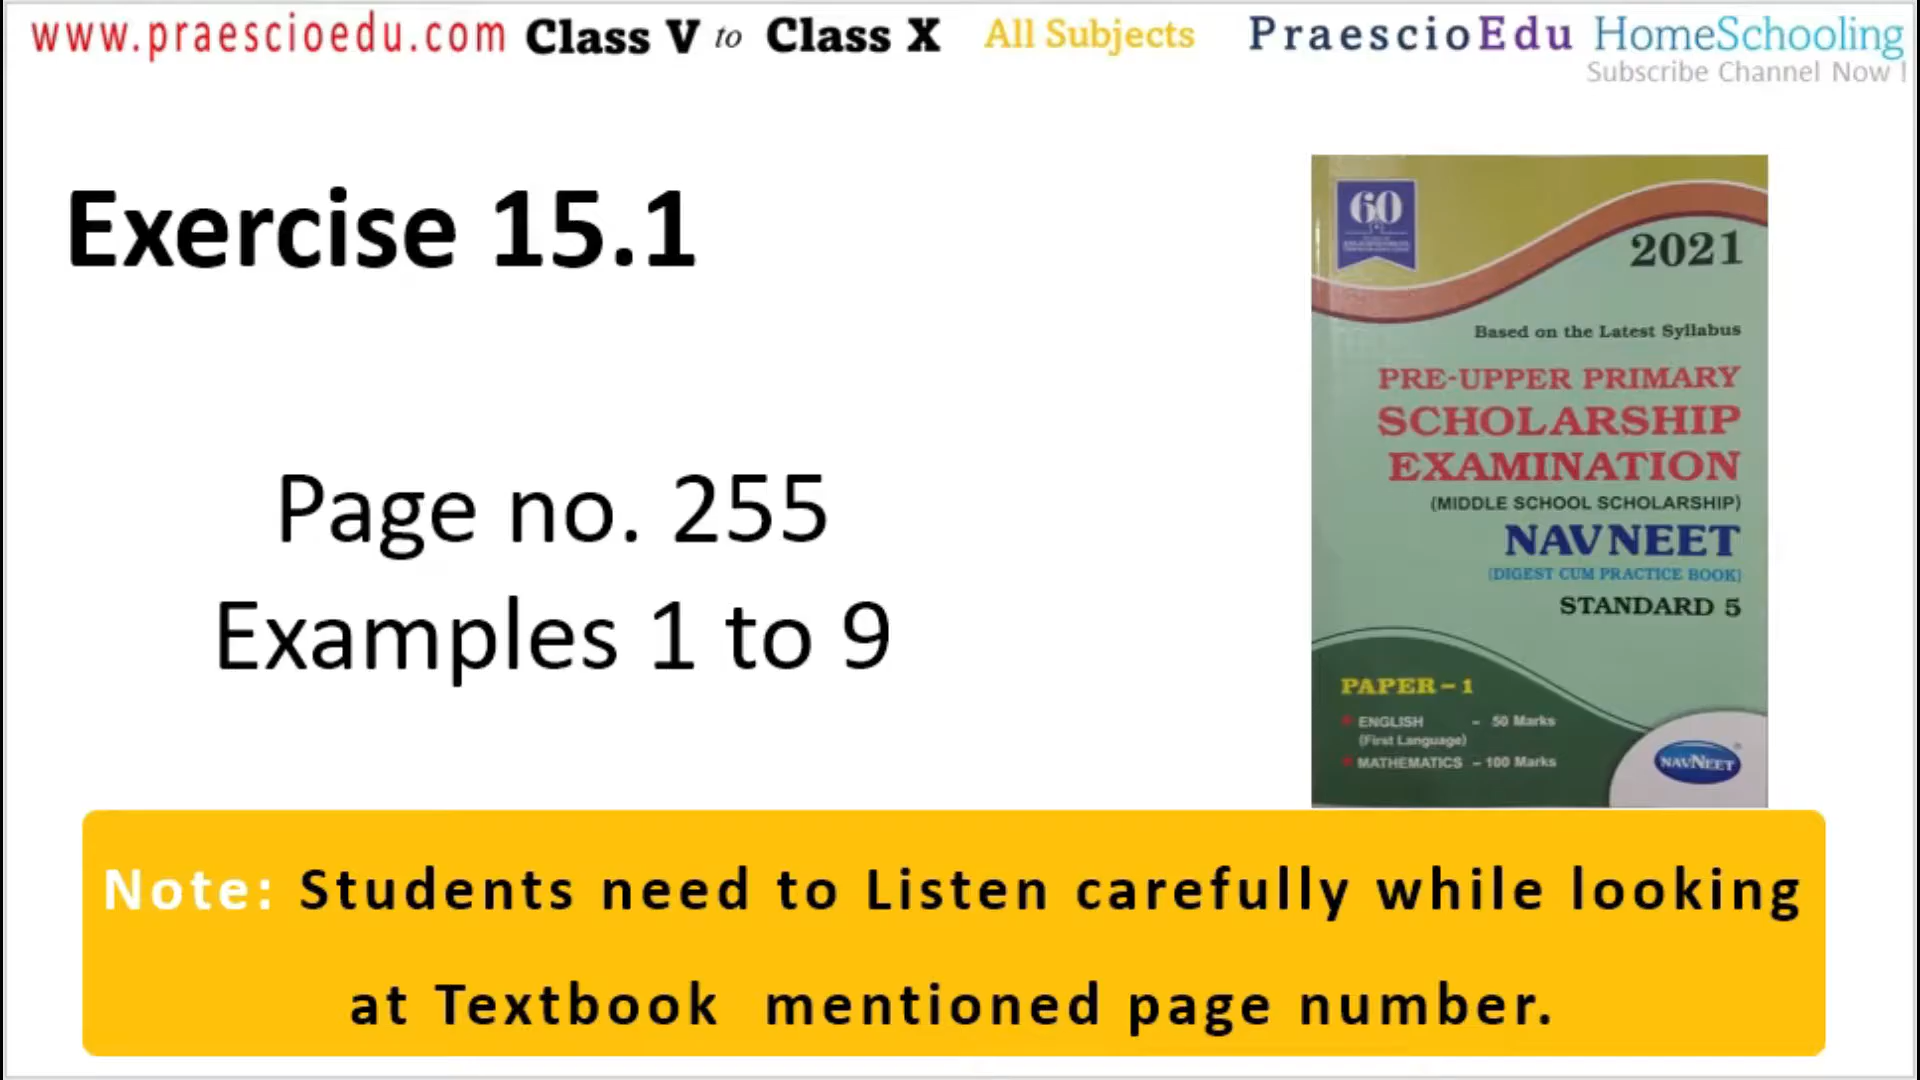 www.praescioedu.com Class V to Class X All Subjects PraescioEdu HomeSchooling
Subscribe Channel Now !
Exercise 15.1
Page no. 255
Examples 1 to 9
60
2021
Based on the Latest Syllabus
PRE-UPPER PRIMARY
SCHOLARSHIP
EXAMINATION
(MIDDLE SCHOOL SCHOLARSHIP)
NAVNEET
(DIGEST CUM PRACTICE BOOK)
STANDARD 5
PAPER – 1
ENGLISH – 50 Marks
(First Language)
MATHEMATICS – 100 Marks
NAVNEET
Note: Students need to Listen carefully while looking
at Textbook mentioned page number.